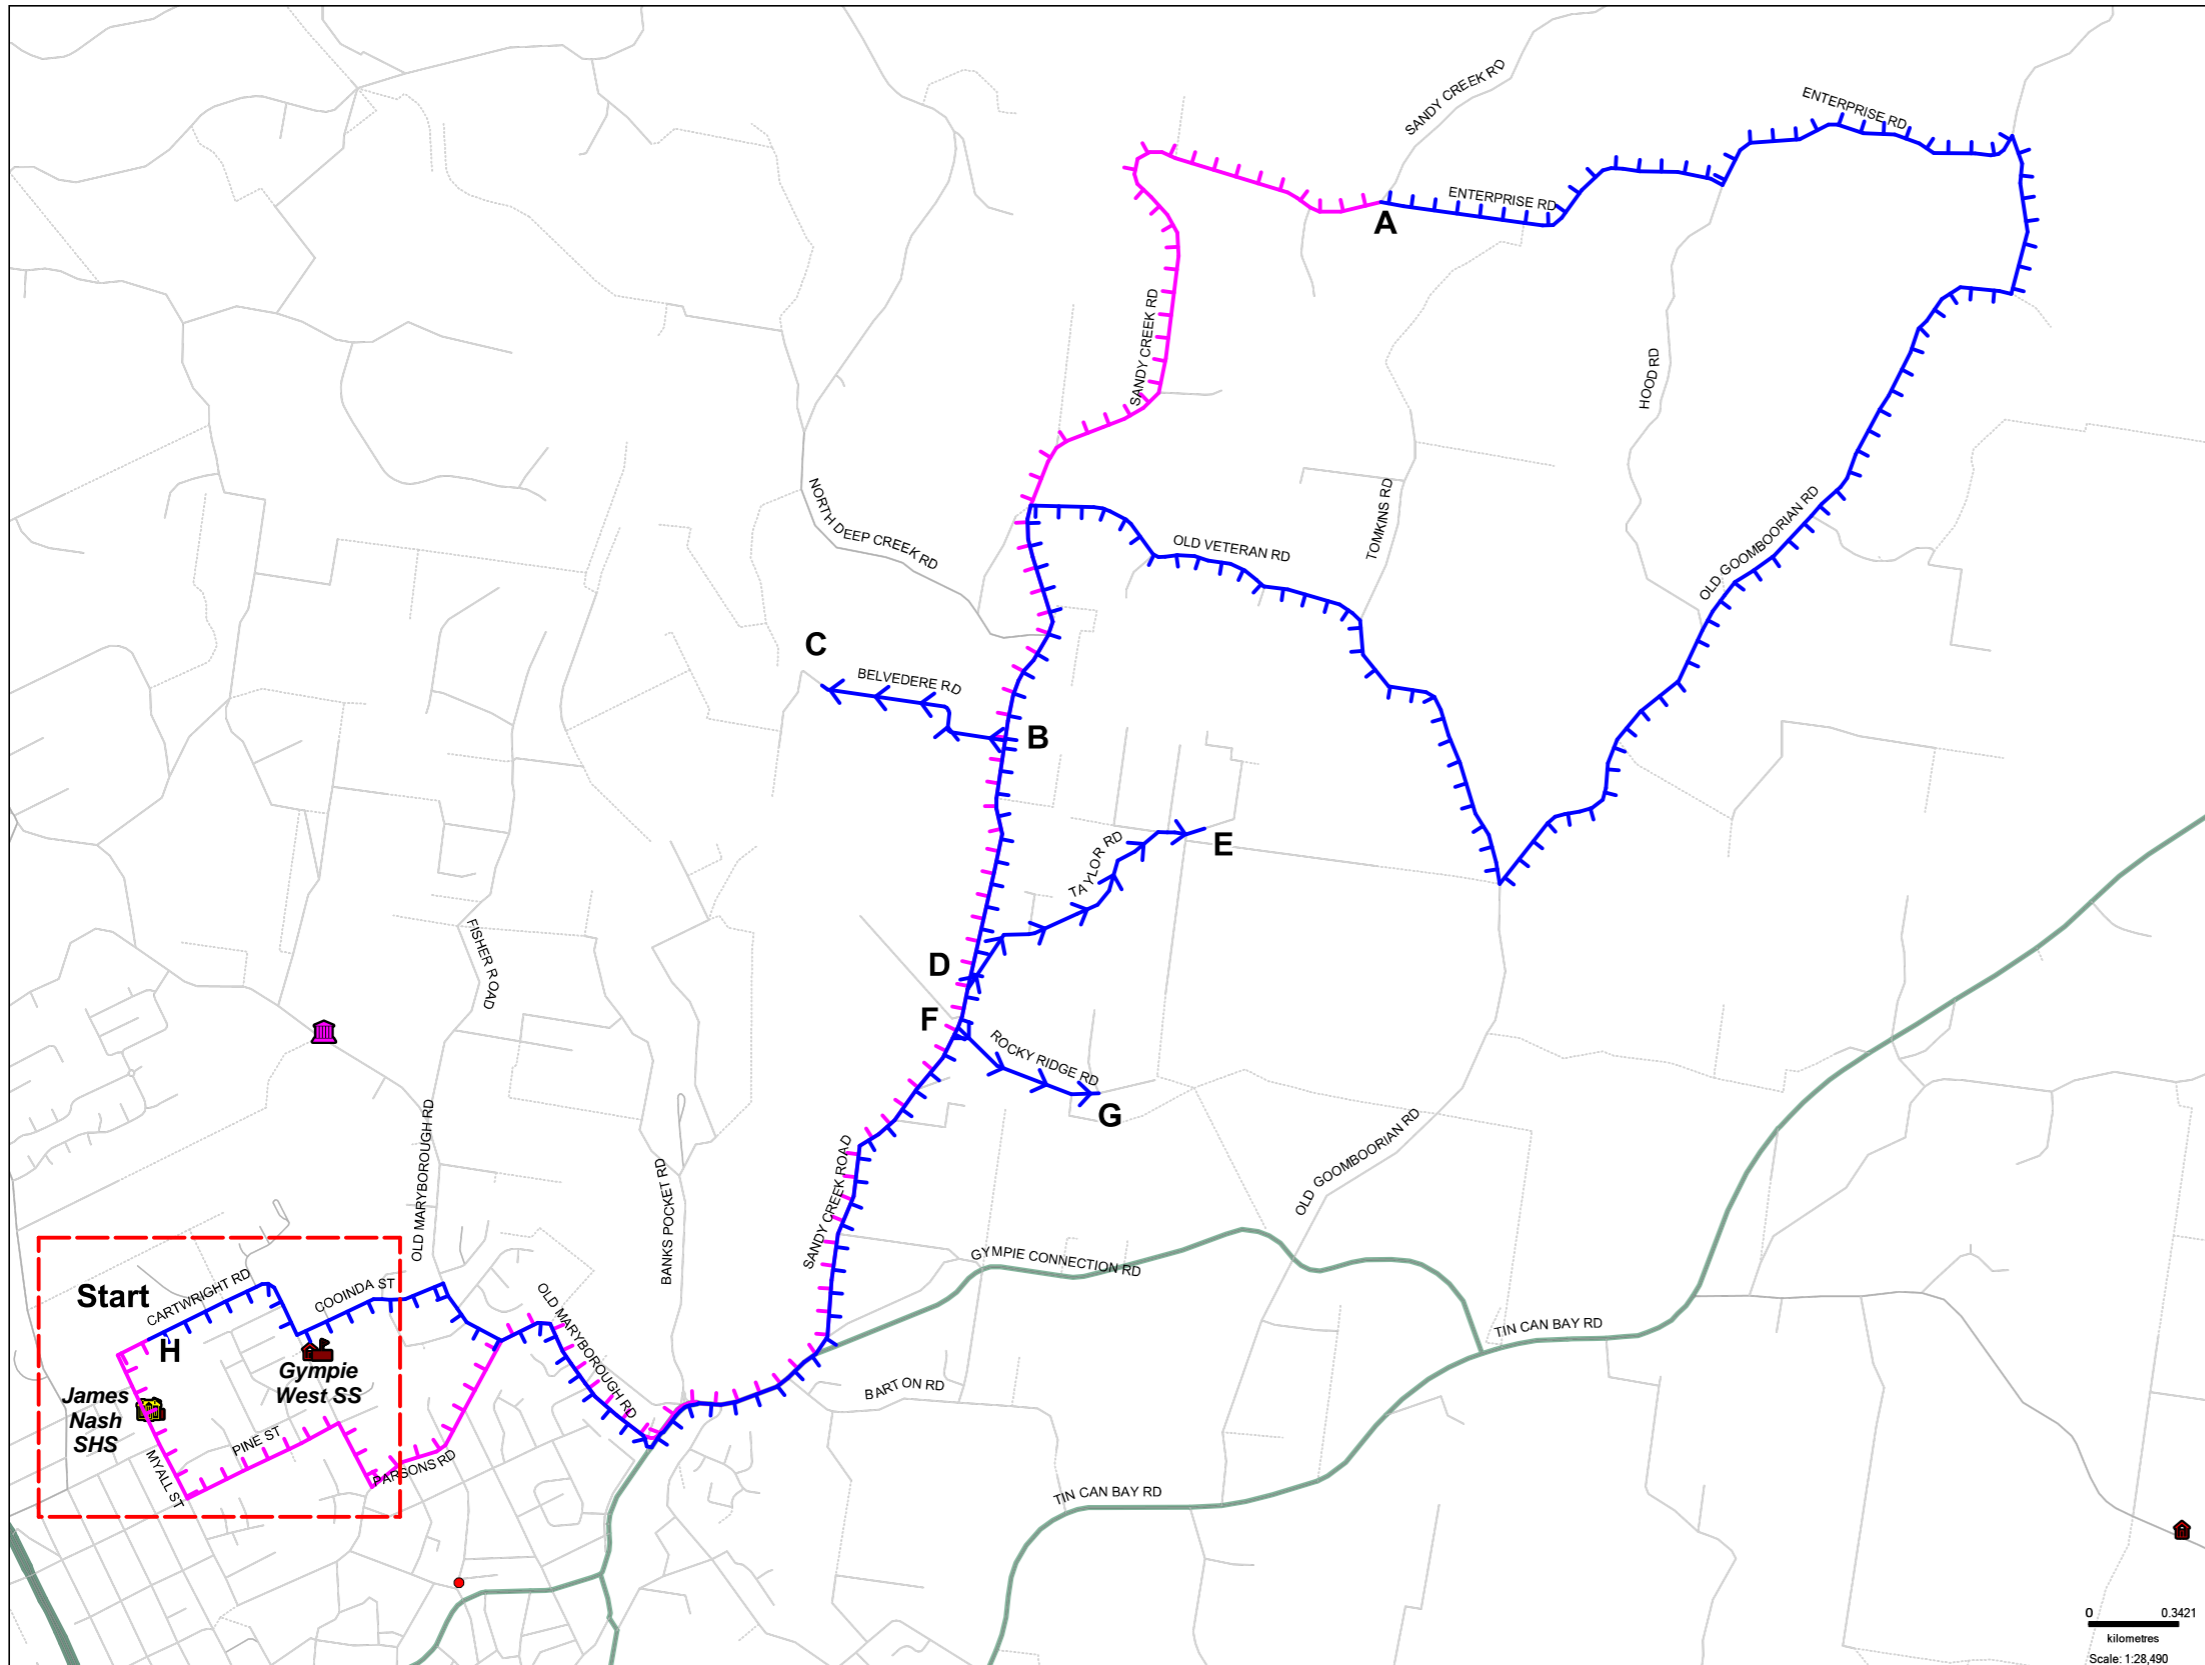 SANDY CREEK RD
ENTERPRISE RD
ENTERPRISE RD
A
SANDY CREEK RD
HOOD RD
NORTH DEEP CREEK RD
OLD VETERAN RD
TOMKINS RD
OLD GOOMBOORIAN RD
C
BELVEDERE RD
B
TAYLOR RD
E
FISHER ROAD
D
F
ROCKY RIDGE RD
G
OLD MARYBOROUGH RD
BANKS POCKET RD
SANDY CREEK ROAD
OLD GOOMBOORIAN RD
GYMPIE CONNECTION RD
Start
CARTWRIGHT RD
COOINDA ST
OLD MARYBOROUGH RD
H
TIN CAN BAY RD
Gympie
West SS
James
Nash
SHS
BARTON RD
PINE ST
MYALL ST
PARSONS RD
TIN CAN BAY RD
0 0.3421
kilometres
Scale: 1:28,490